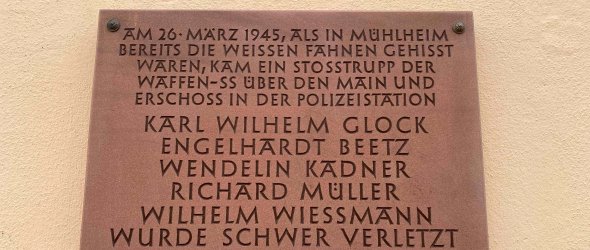 AM 26. MÄRZ 1945, ALS IN MÜHLHEIM
BEREITS DIE WEISSEN FAHNEN GEHISST
WAREN, KAM EIN STOSSTRUPP DER
WAFFEN-SS ÜBER DEN MAIN UND
ERSCHOSS IN DER POLIZEISTATION
KARL WILHELM GLOCK
ENGELHARDT BEETZ
WENDELIN KADNER
RICHARD MÜLLER
WILHELM WIESSMANN
WURDE SCHWER VERLETZT